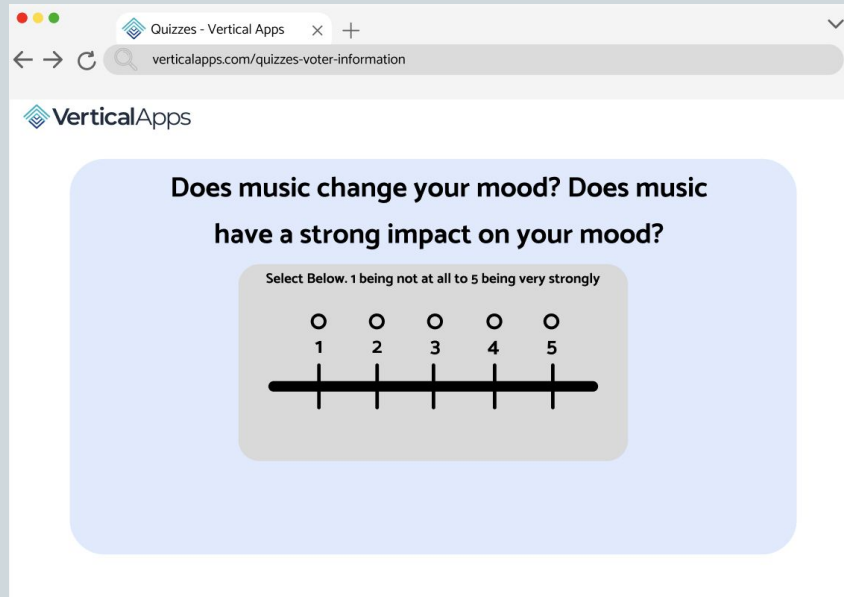 Quizzes - Vertical Apps
verticalapps.com/quizzes-voter-information
VerticalApps
Does music change your mood? Does music
have a strong impact on your mood?
Select Below. 1 being not at all to 5 being very strongly
1 2 3 4 5